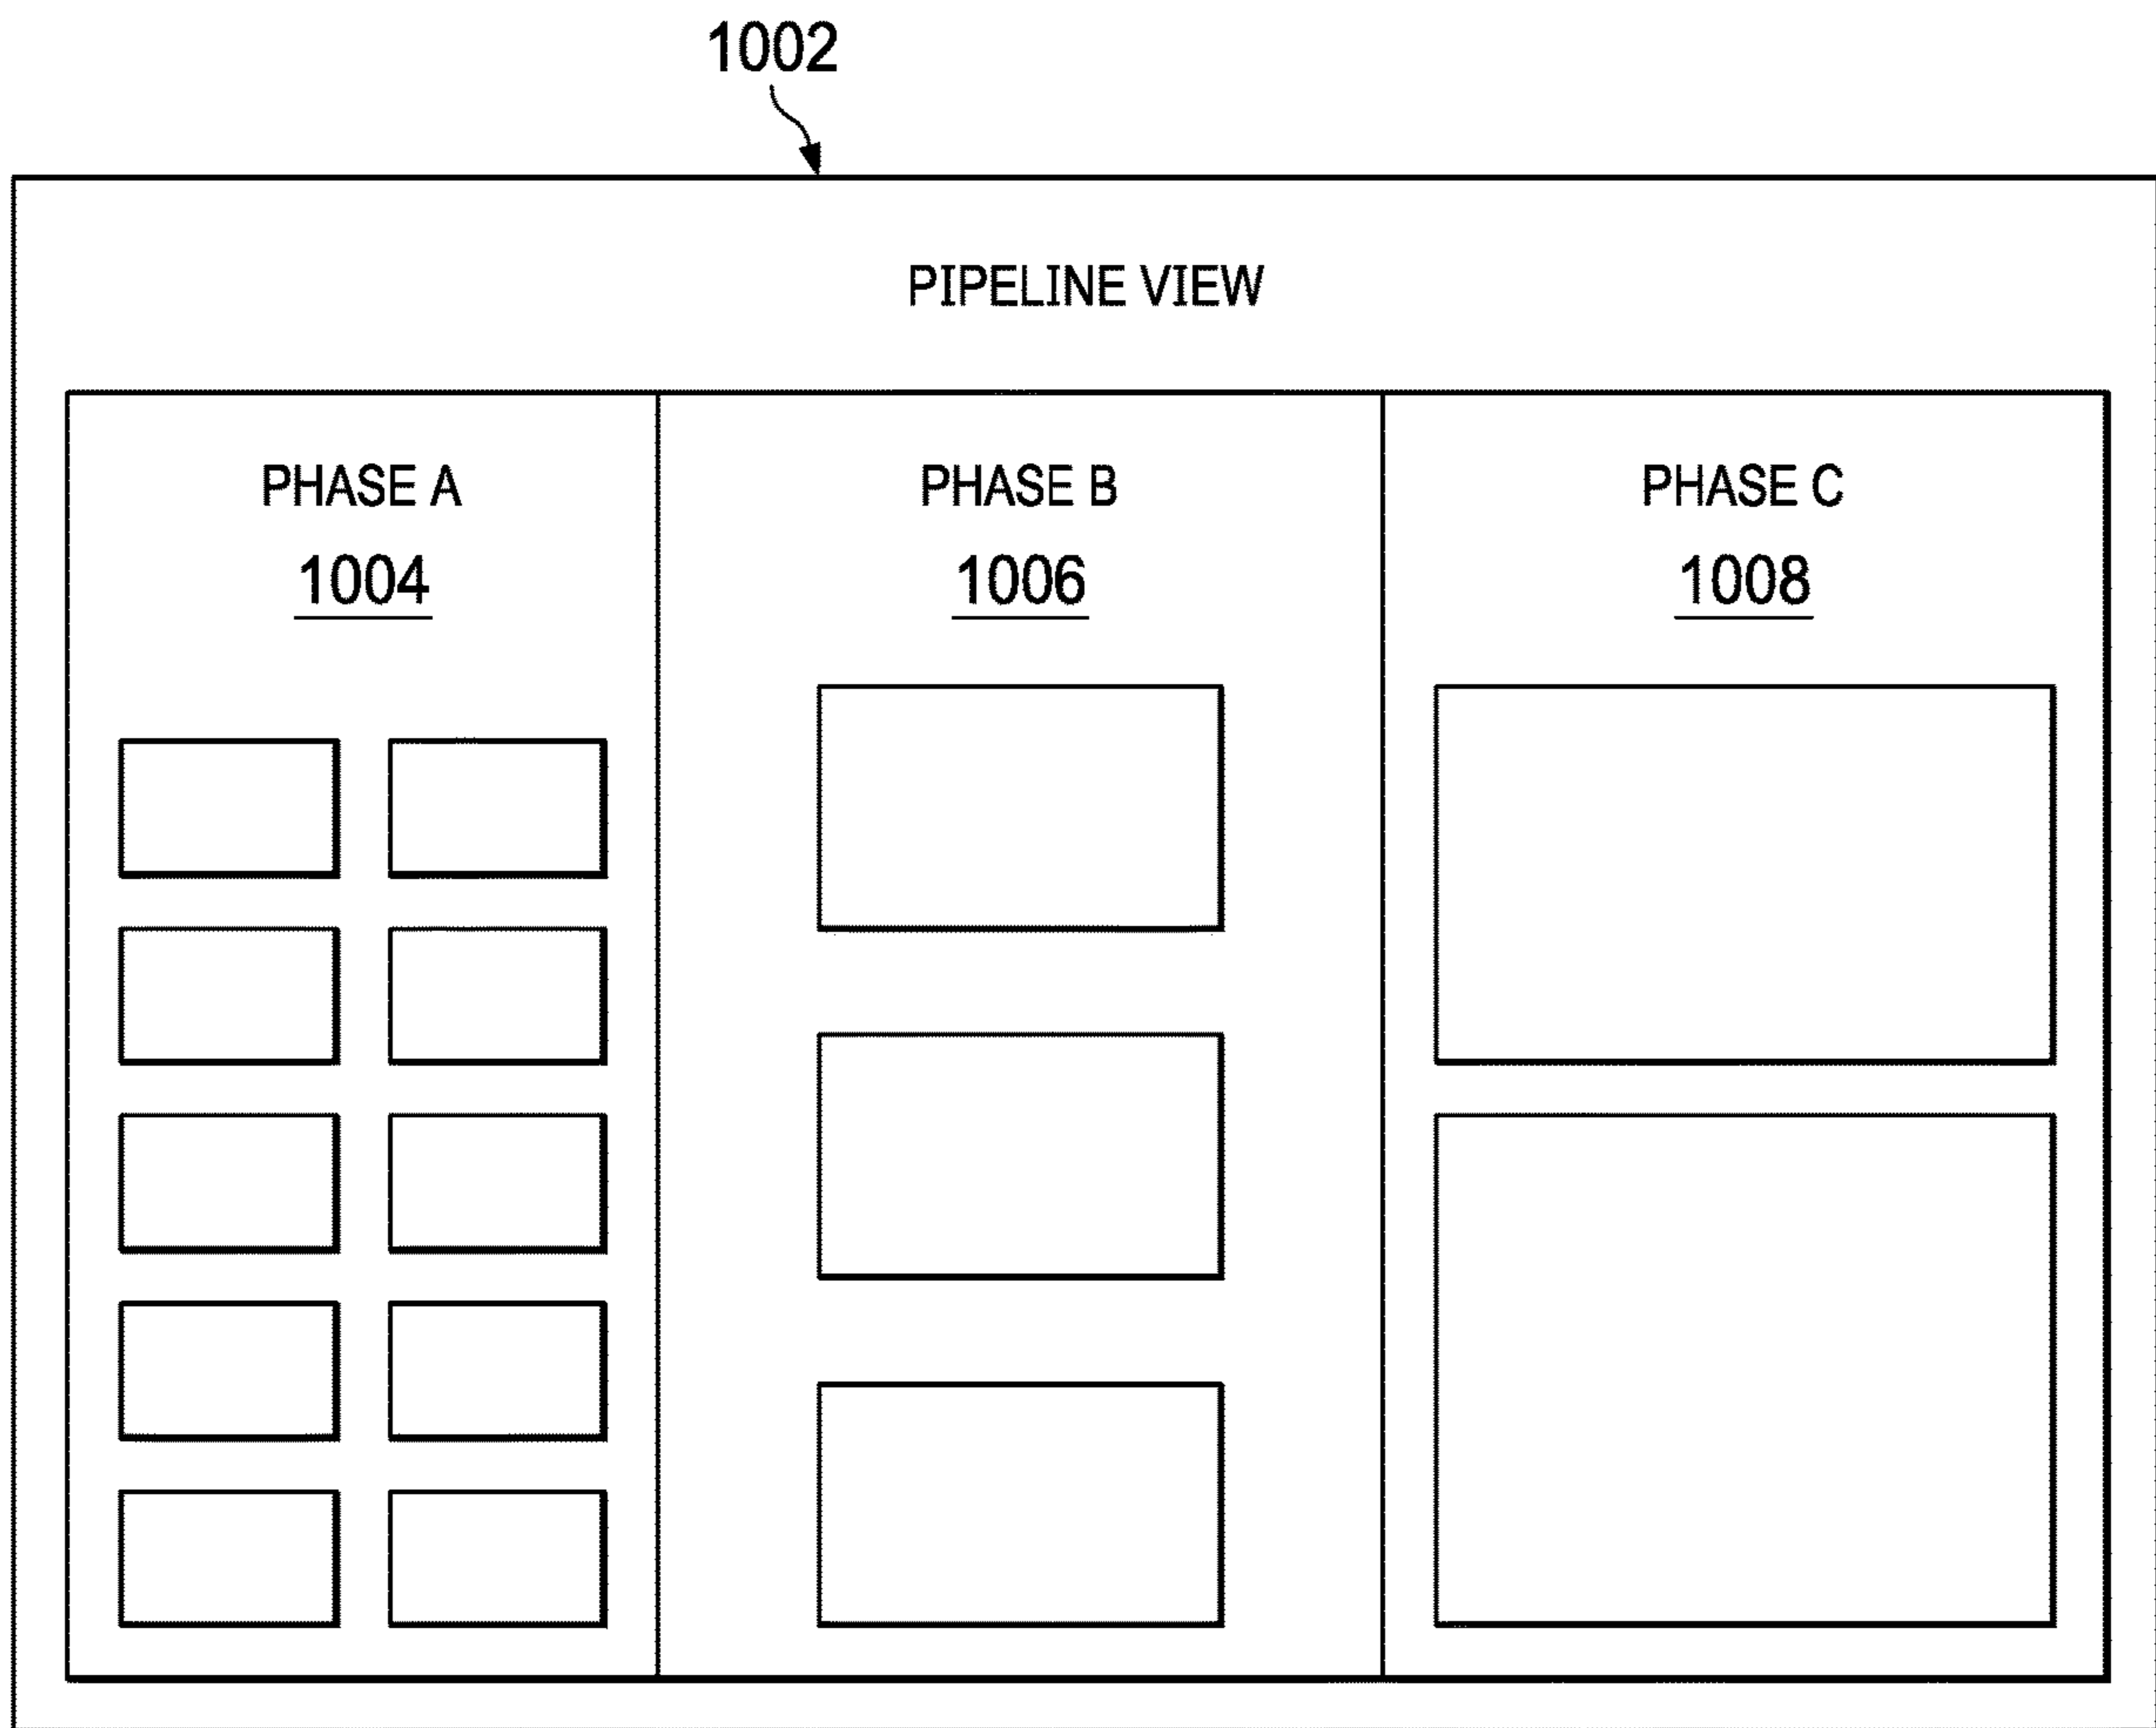 1002
PIPELINE VIEW
PHASE A
1004
PHASE B
1006
PHASE C
1008